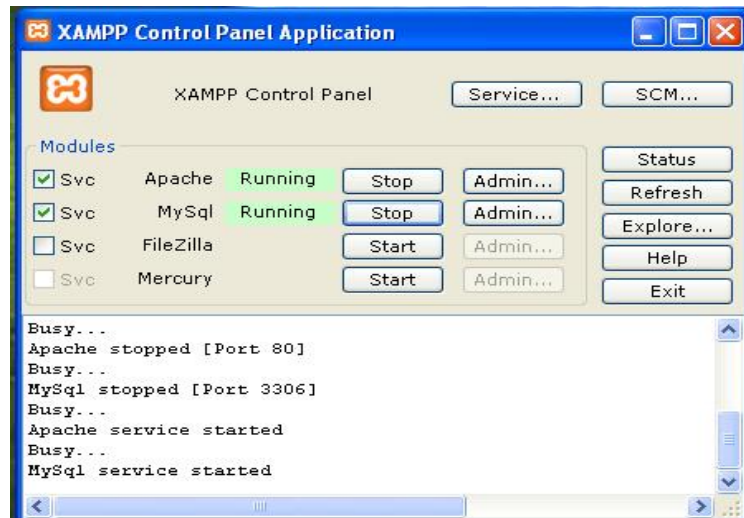 XAMPP Control Panel Application
XAMPP Control Panel Service... SCM...
Modules
Svc Apache Running Stop Admin...
Svc MySql Running Stop Admin...
Svc FileZilla Start Admin...
Svc Mercury Start Admin...
Status
Refresh
Explore...
Help
Exit
Busy...
Apache stopped [Port 80]
Busy...
MySql stopped [Port 3306]
Busy...
Apache service started
Busy...
MySql service started